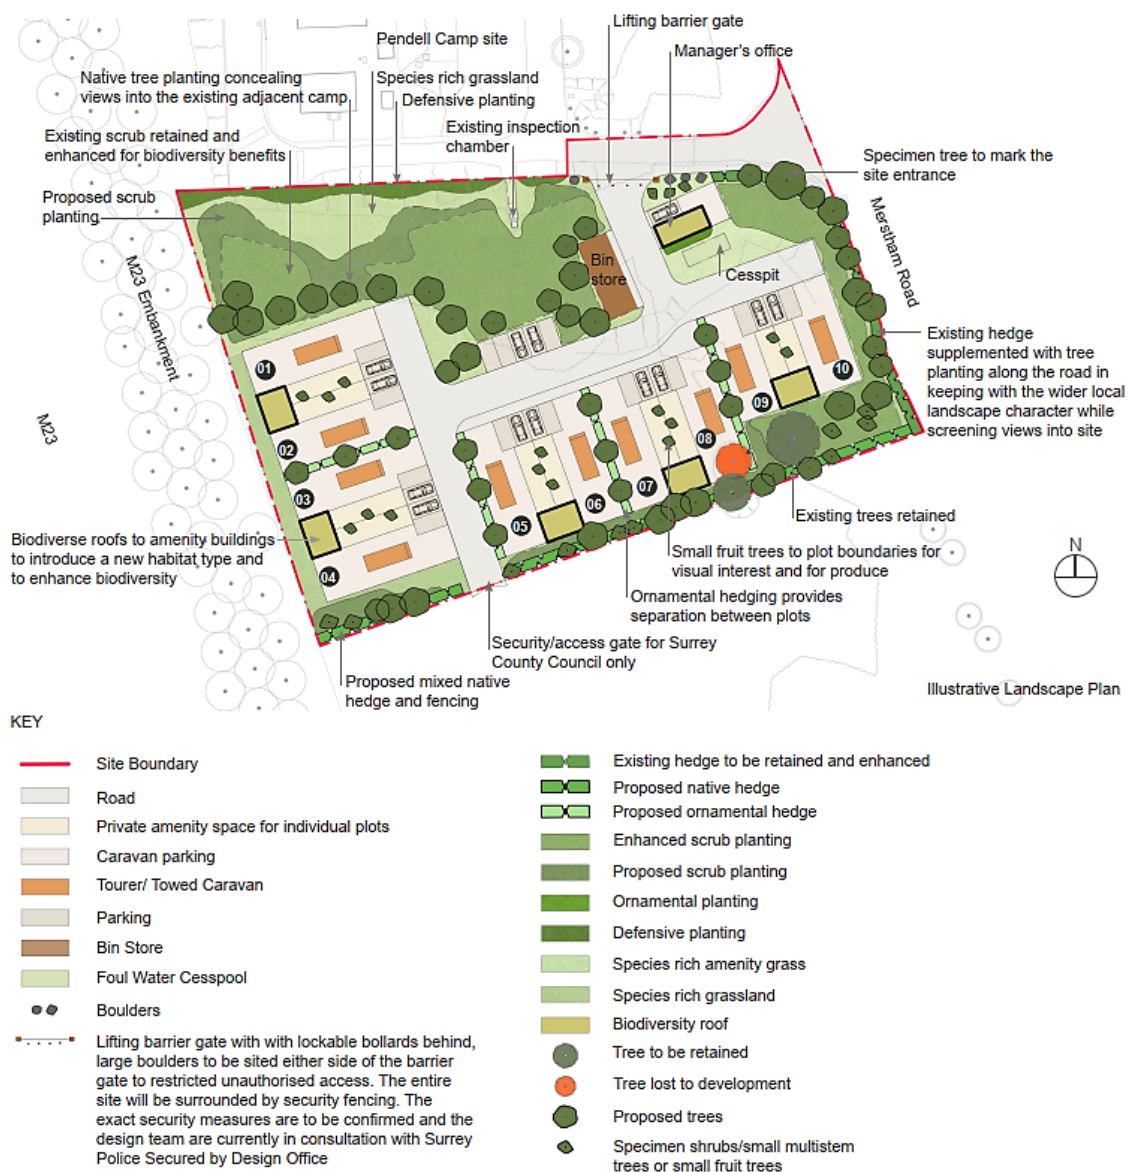 Lifting barrier gate
Pendell Camp site
Manager's office
Native tree planting concealing
views into the existing adjacent camp
Species rich grassland
Defensive planting
Existing inspection
chamber
Existing scrub retained and
enhanced for biodiversity benefits
Specimen tree to mark the
site entrance
Proposed scrub
planting
Merstham Road
M23 Embankment
M23
Bin
store
Cesspit
Existing hedge
supplemented with tree
planting along the road in
keeping with the wider local
landscape character while
screening views into site
01
02
03
04
05
06
07
08
09
10
Biodiverse roofs to amenity buildings
to introduce a new habitat type and
to enhance biodiversity
Existing trees retained
Small fruit trees to plot boundaries for
visual interest and for produce
Ornamental hedging provides
separation between plots
N
Security/access gate for Surrey
County Council only
Proposed mixed native
hedge and fencing
Illustrative Landscape Plan
KEY
Site Boundary
Road
Private amenity space for individual plots
Caravan parking
Tourer/ Towed Caravan
Parking
Bin Store
Foul Water Cesspool
Boulders
Lifting barrier gate with with lockable bollards behind,
large boulders to be sited either side of the barrier
gate to restricted unauthorised access. The entire
site will be surrounded by security fencing. The
exact security measures are to be confirmed and the
design team are currently in consultation with Surrey
Police Secured by Design Office
Existing hedge to be retained and enhanced
Proposed native hedge
Proposed ornamental hedge
Enhanced scrub planting
Proposed scrub planting
Ornamental planting
Defensive planting
Species rich amenity grass
Species rich grassland
Biodiversity roof
Tree to be retained
Tree lost to development
Proposed trees
Specimen shrubs/small multistem
trees or small fruit trees